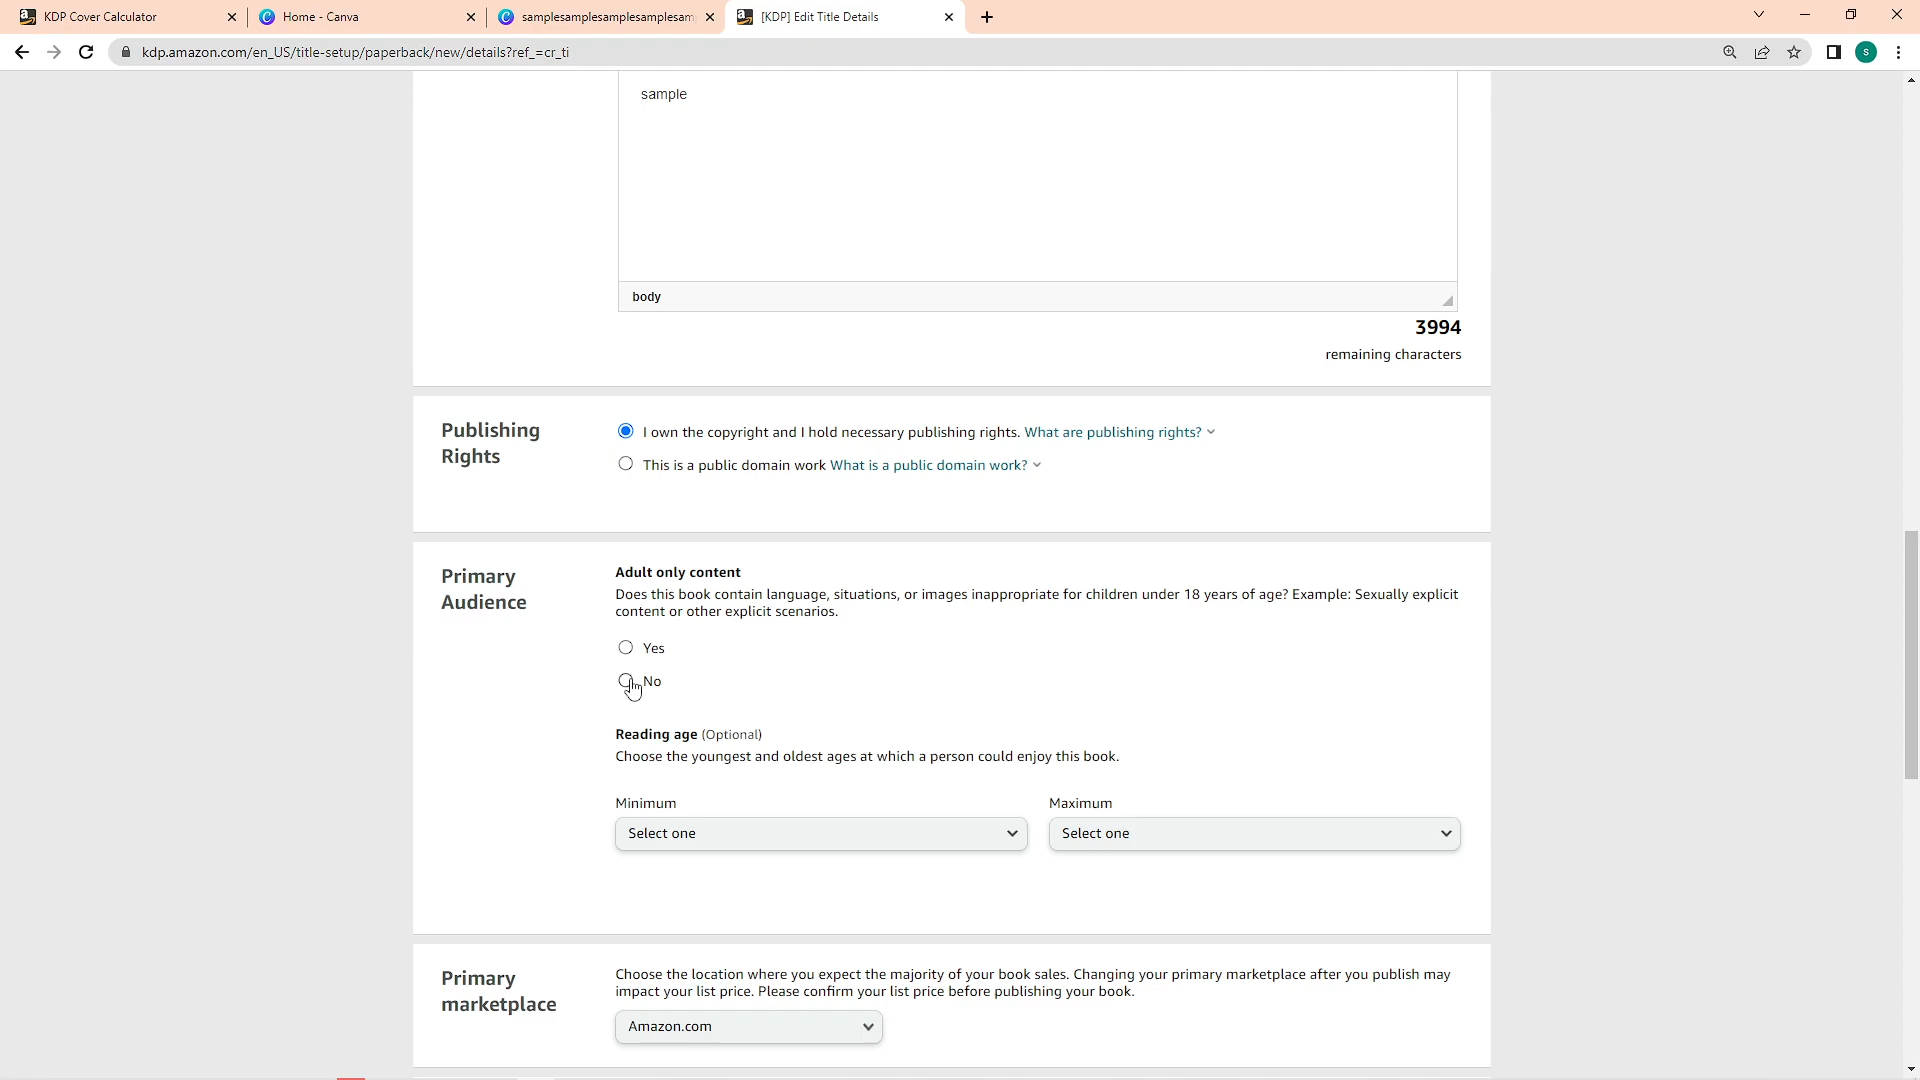 KDP Cover Calculator
Home - Canva
samplesamplesamplesamplesam
[KDP] Edit Title Details
kdp.amazon.com/en_US/title-setup/paperback/new/details?ref_=cr_ti
S
sample
body
3994
remaining characters
Publishing
Rights
I own the copyright and I hold necessary publishing rights. What are publishing rights?
This is a public domain work What is a public domain work?
Primary
Audience
Adult only content
Does this book contain language, situations, or images inappropriate for children under 18 years of age? Example: Sexually explicit
content or other explicit scenarios.
Yes
No
Reading age (Optional)
Choose the youngest and oldest ages at which a person could enjoy this book.
Minimum
Maximum
Select one
Select one
Primary
marketplace
Choose the location where you expect the majority of your book sales. Changing your primary marketplace after you publish may
impact your list price. Please confirm your list price before publishing your book.
Amazon.com